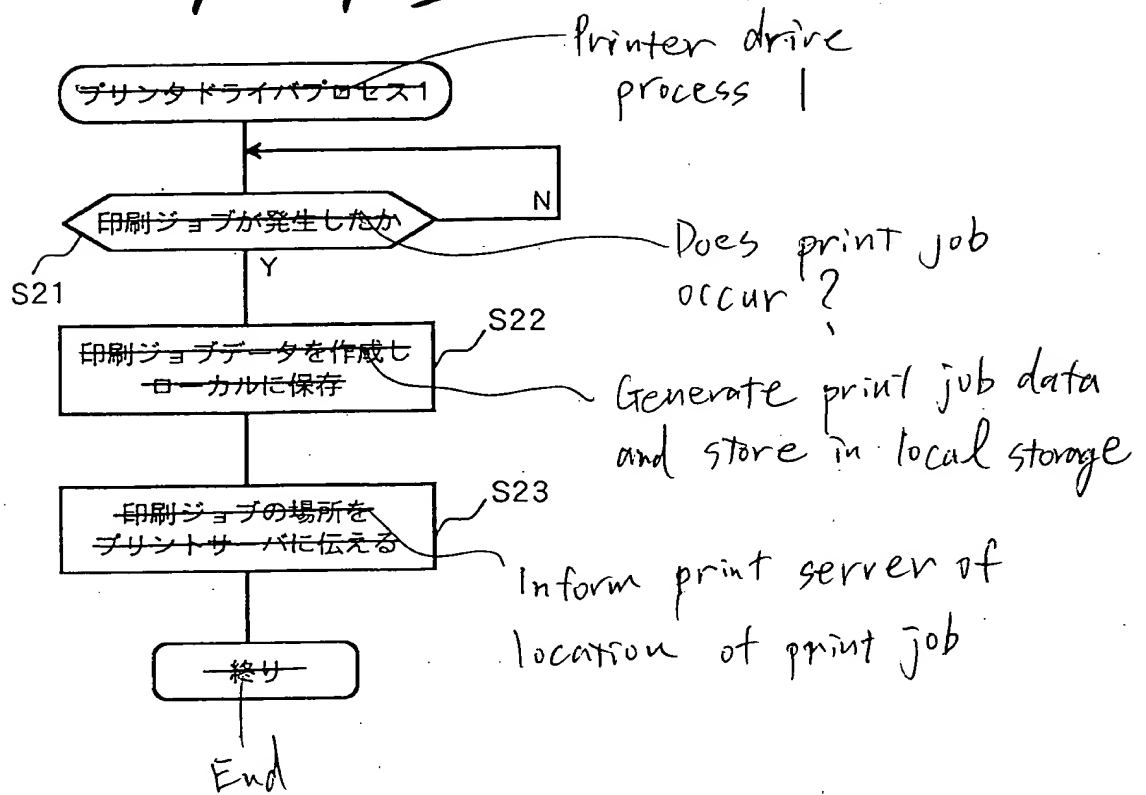 Printer drive
process 1
プリンタドライバプロセス1
N
印刷ジョブが発生したか
Does print job
occur ?
Y
S21
S22
印刷ジョブデータを作成し
ローカルに保存
Generate print job data
and store in local storage
S23
印刷ジョブの場所を
プリントサーバに伝える
Inform print server of
location of print job
終り
End